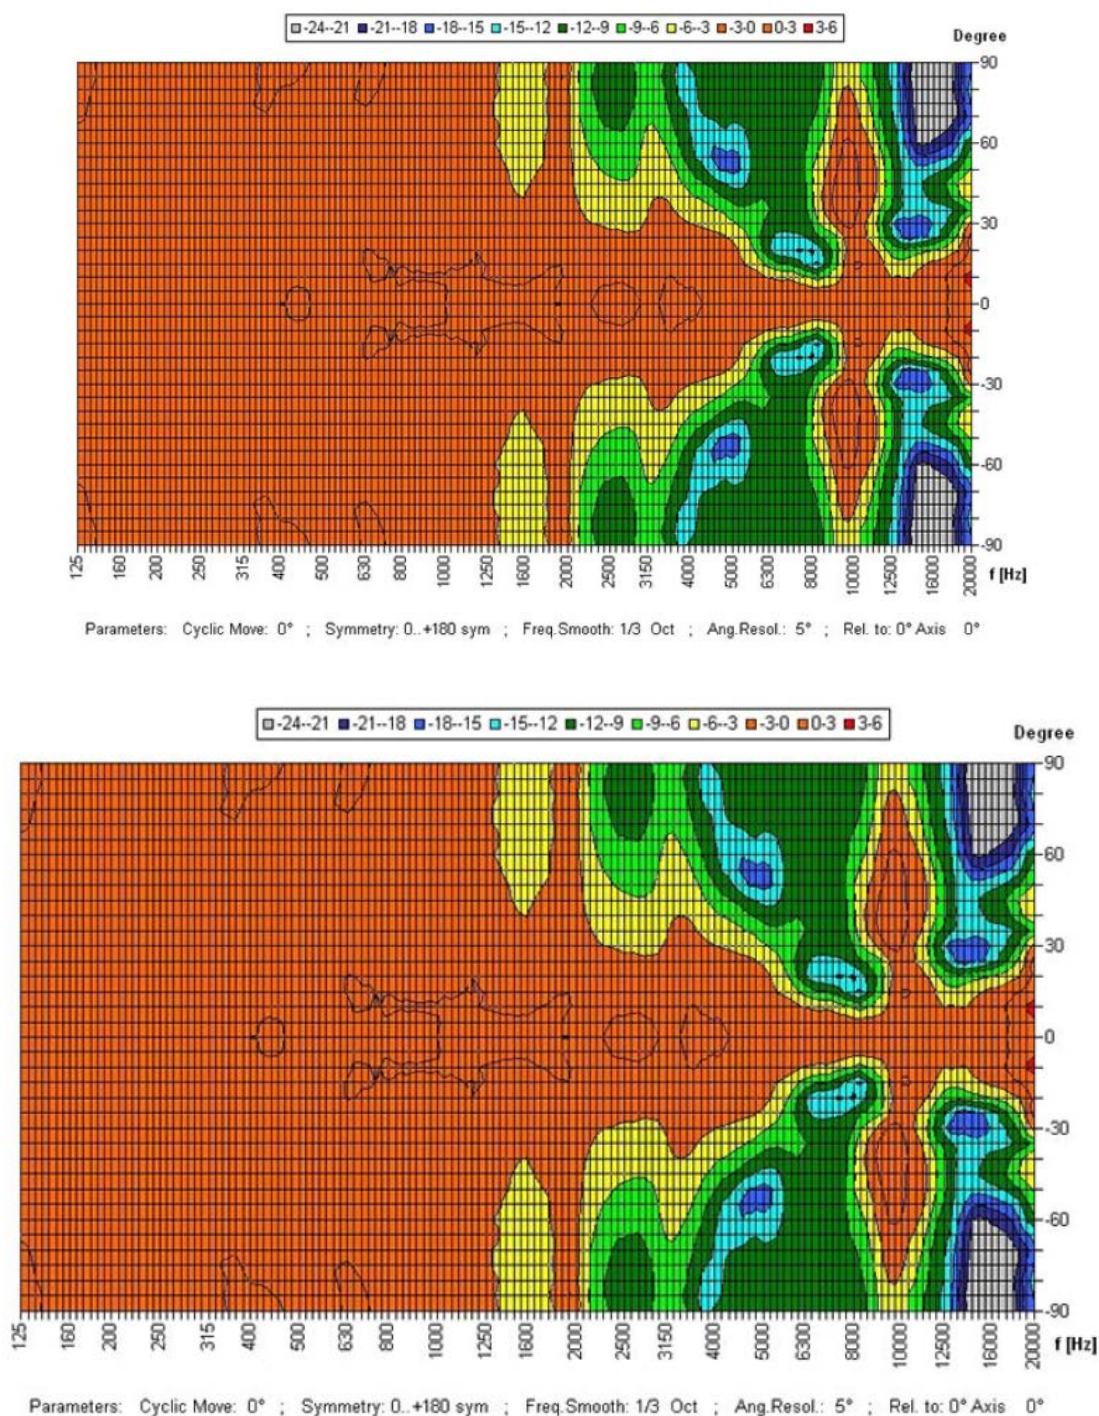 -24--21 -21--18 -18--15 -15--12 -12--9 -9--6 -6--3 -3-0 0-3 3-6
Degree
90
60
30
0
-30
-60
-90
125 160 200 250 315 400 500 630 800 1000 1250 1600 2000 2500 3150 4000 5000 6300 8000 10000 12500 16000 20000 f [Hz]
Parameters: Cyclic Move: 0° ; Symmetry: 0..+180 sym ; Freq.Smooth: 1/3 Oct ; Ang.Resol.: 5° ; Rel. to: 0° Axis 0°
-24--21 -21--18 -18--15 -15--12 -12--9 -9--6 -6--3 -3-0 0-3 3-6
Degree
90
60
30
0
-30
-60
-90
125 160 200 250 315 400 500 630 800 1000 1250 1600 2000 2500 3150 4000 5000 6300 8000 10000 12500 16000 20000 f [Hz]
Parameters: Cyclic Move: 0° ; Symmetry: 0..+180 sym ; Freq.Smooth: 1/3 Oct ; Ang.Resol.: 5° ; Rel. to: 0° Axis 0°